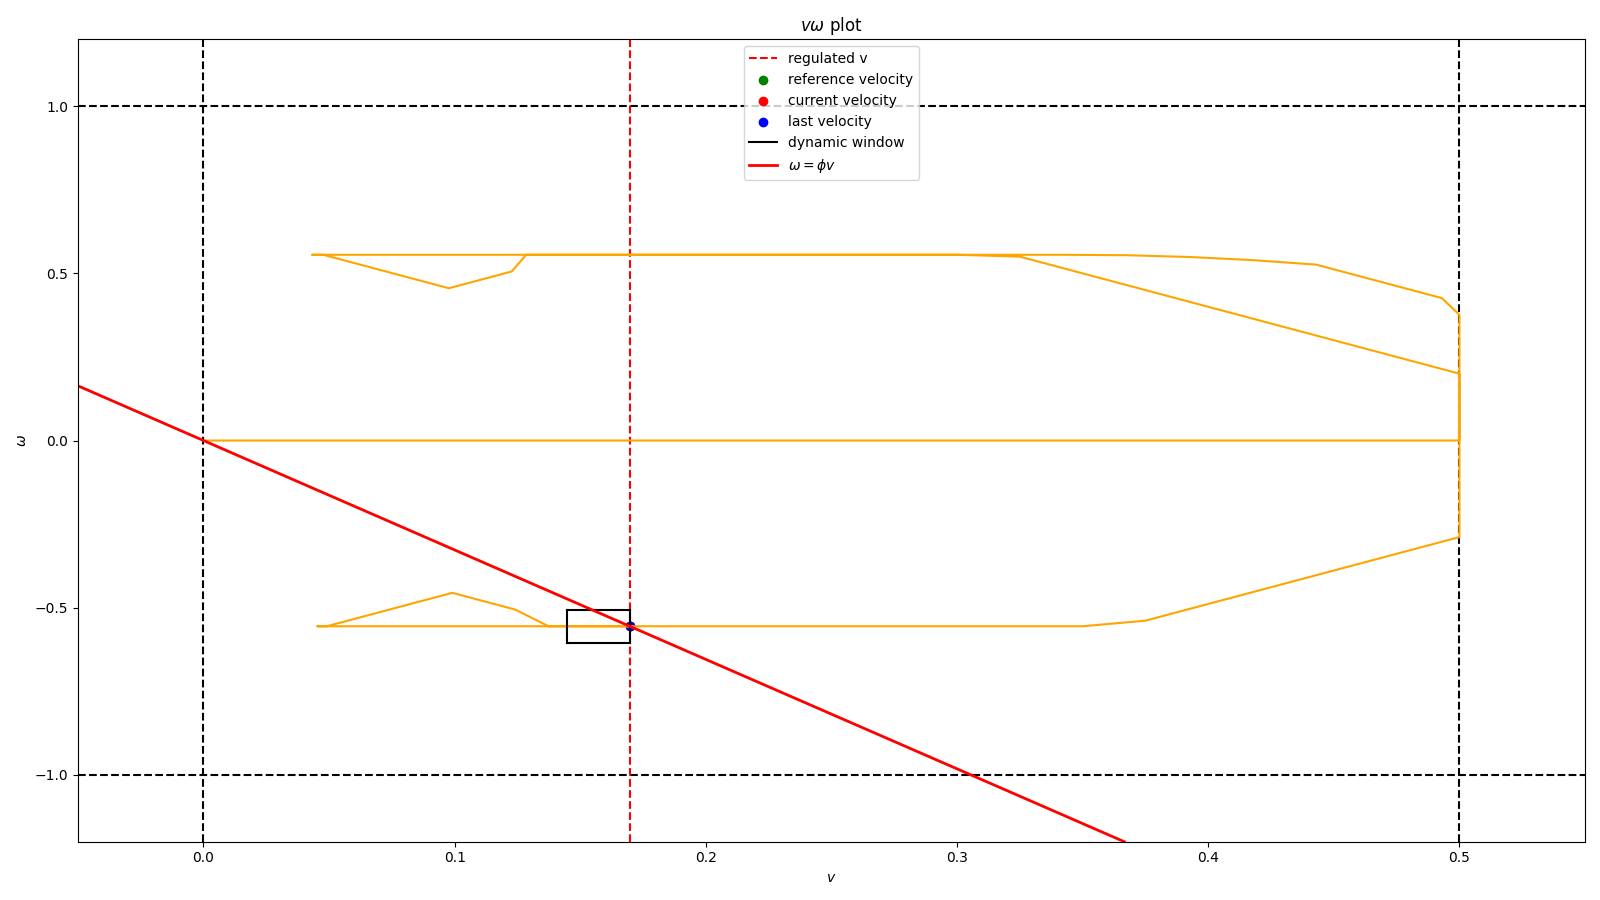 vω plot
regulated v
reference velocity
current velocity
last velocity
dynamic window
ω = ϕv
1.0
0.5
0.0
−0.5
−1.0
ω
0.0 0.1 0.2 0.3 0.4 0.5
v